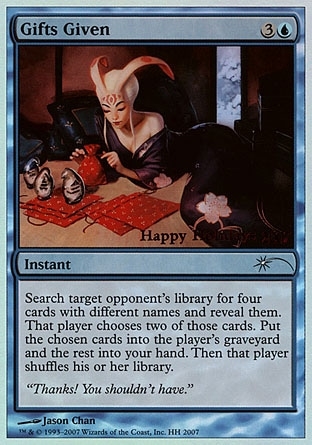 Gifts Given 3
Happy
Instant
Search target opponent's library for four
cards with different names and reveal them.
That player chooses two of those cards. Put
the chosen cards into the player's graveyard
and the rest into your hand. Then that player
shuffles his or her library.
"Thanks! You shouldn't have."
Jason Chan
™ & © 1993–2007 Wizards of the Coast, Inc. HH 2007